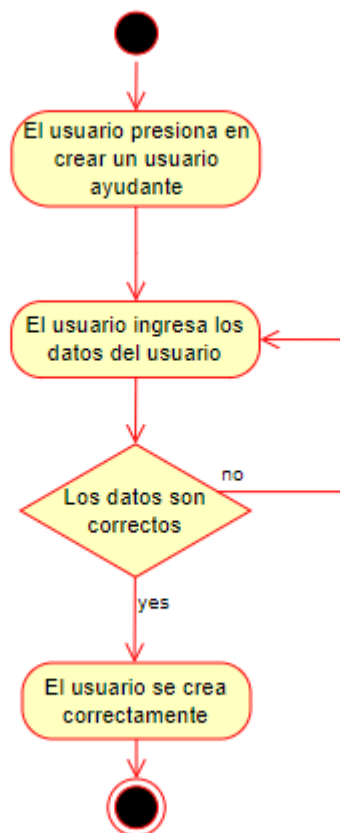 El usuario presiona en
crear un usuario
ayudante
El usuario ingresa los
datos del usuario
Los datos son
correctos
no
yes
El usuario se crea
correctamente